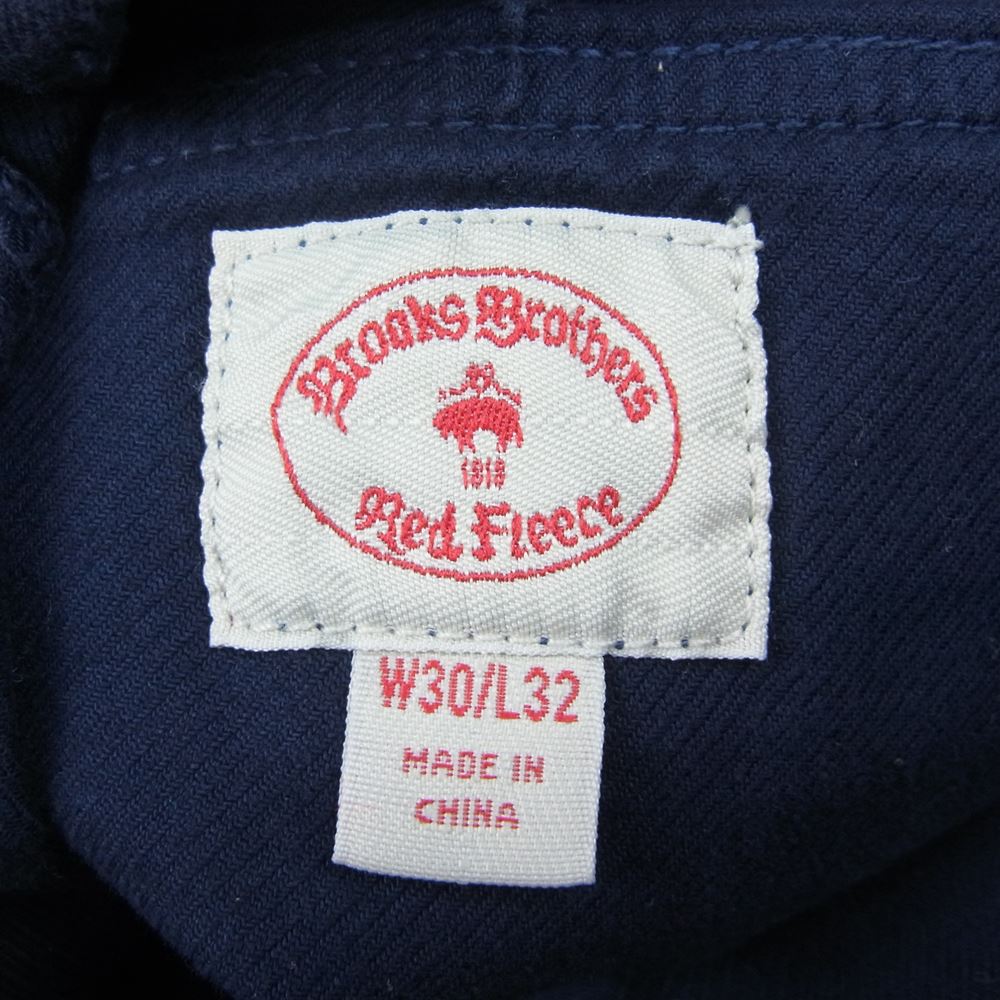 Brooks Brothers
1818
Red Fleece
W30/L32
MADE IN
CHINA